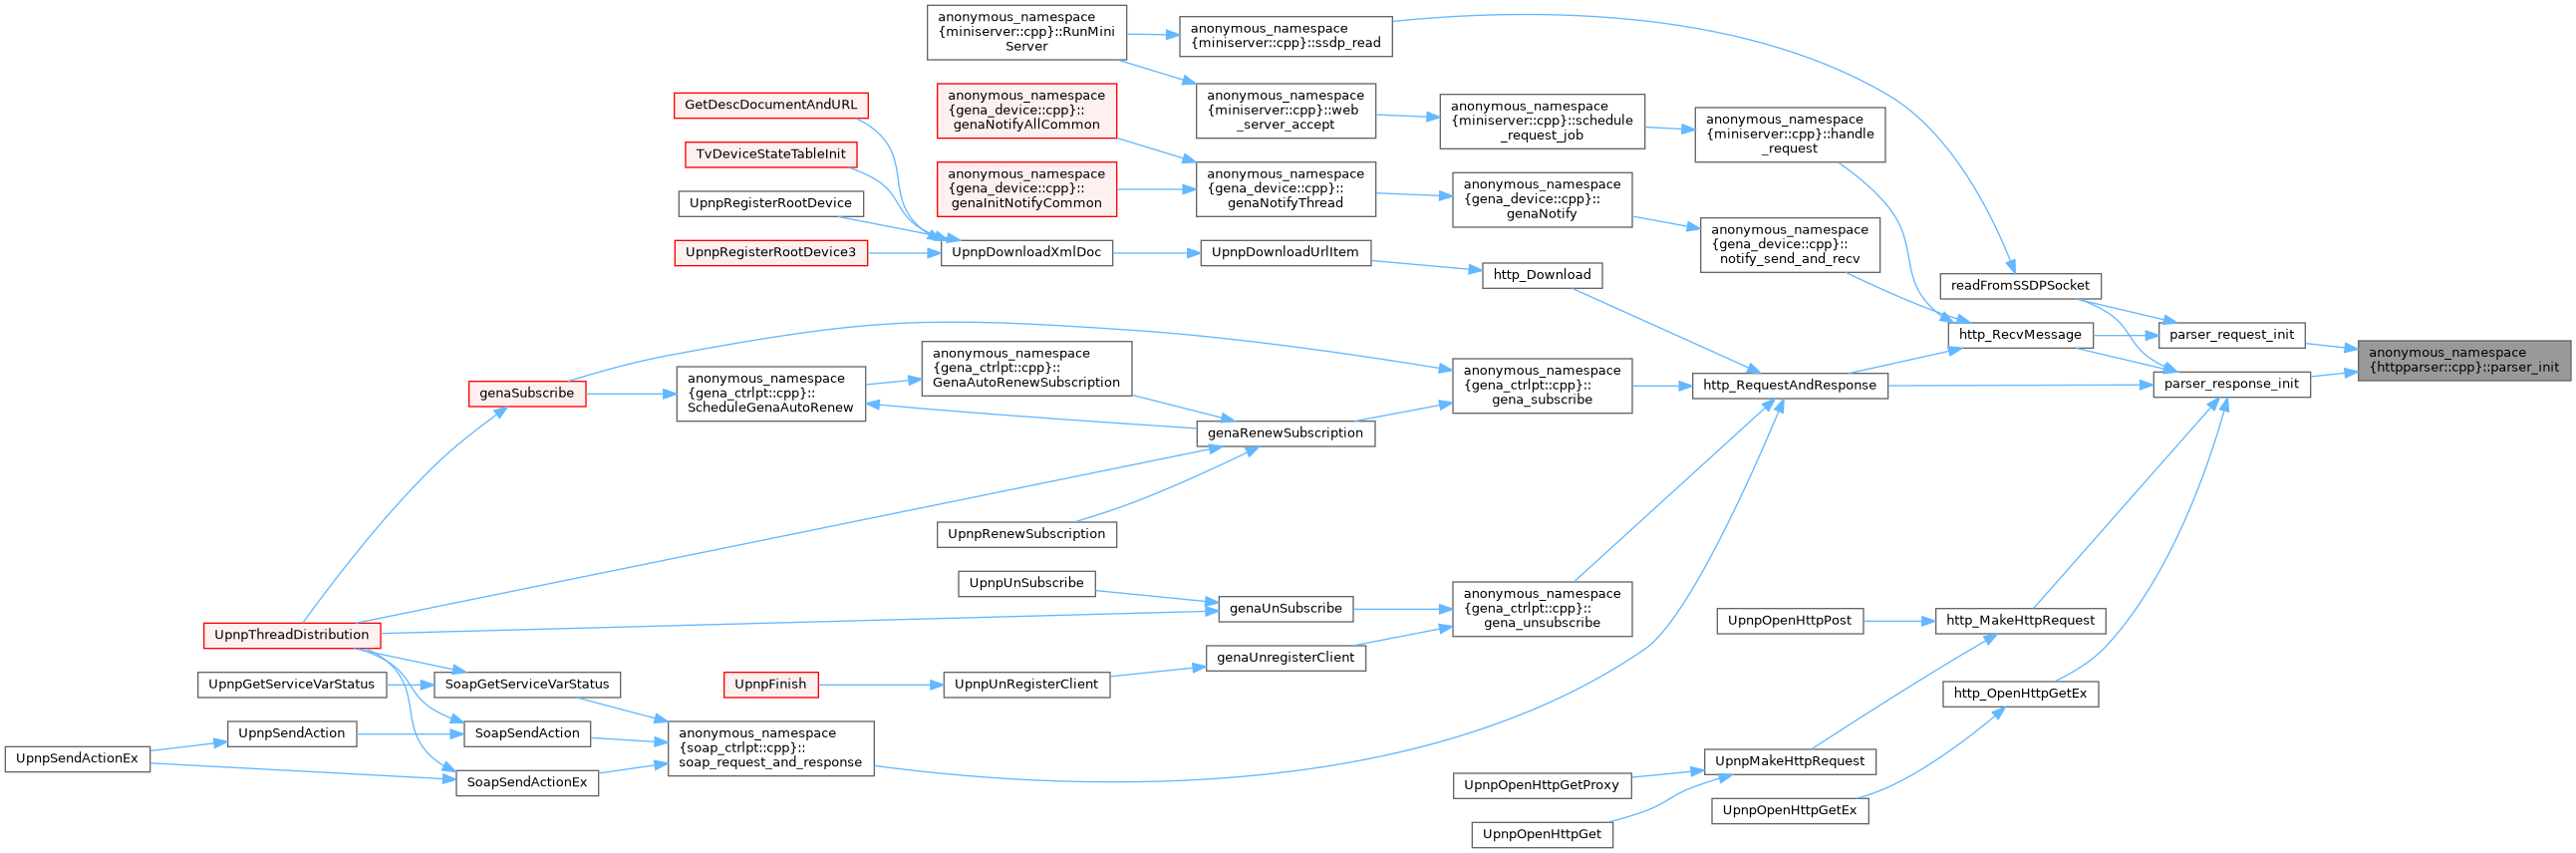 anonymous_namespace
{miniserver::cpp}::RunMini
Server
anonymous_namespace
{miniserver::cpp}::ssdp_read
GetDescDocumentAndURL
anonymous_namespace
{gena_device::cpp}::
genaNotifyAllCommon
anonymous_namespace
{miniserver::cpp}::web
_server_accept
anonymous_namespace
{miniserver::cpp}::schedule
_request_job
anonymous_namespace
{miniserver::cpp}::handle
_request
TvDeviceStateTableInit
UpnpRegisterRootDevice
anonymous_namespace
{gena_device::cpp}::
genaInitNotifyCommon
anonymous_namespace
{gena_device::cpp}::
genaNotifyThread
anonymous_namespace
{gena_device::cpp}::
genaNotify
anonymous_namespace
{gena_device::cpp}::
notify_send_and_recv
UpnpRegisterRootDevice3
UpnpDownloadXmlDoc
UpnpDownloadUrlItem
http_Download
readFromSSDPSocket
http_RecvMessage
parser_request_init
anonymous_namespace
{httpparser::cpp}::parser_init
parser_response_init
genaSubscribe
anonymous_namespace
{gena_ctrlpt::cpp}::
ScheduleGenaAutoRenew
anonymous_namespace
{gena_ctrlpt::cpp}::
GenaAutoRenewSubscription
anonymous_namespace
{gena_ctrlpt::cpp}::
gena_subscribe
http_RequestAndResponse
genaRenewSubscription
UpnpRenewSubscription
UpnpUnSubscribe
genaUnSubscribe
anonymous_namespace
{gena_ctrlpt::cpp}::
gena_unsubscribe
UpnpOpenHttpPost
http_MakeHttpRequest
UpnpThreadDistribution
genaUnregisterClient
UpnpGetServiceVarStatus
SoapGetServiceVarStatus
UpnpFinish
UpnpUnRegisterClient
http_OpenHttpGetEx
UpnpSendActionEx
UpnpSendAction
SoapSendAction
anonymous_namespace
{soap_ctrlpt::cpp}::
soap_request_and_response
UpnpMakeHttpRequest
SoapSendActionEx
UpnpOpenHttpGetProxy
UpnpOpenHttpGetEx
UpnpOpenHttpGet